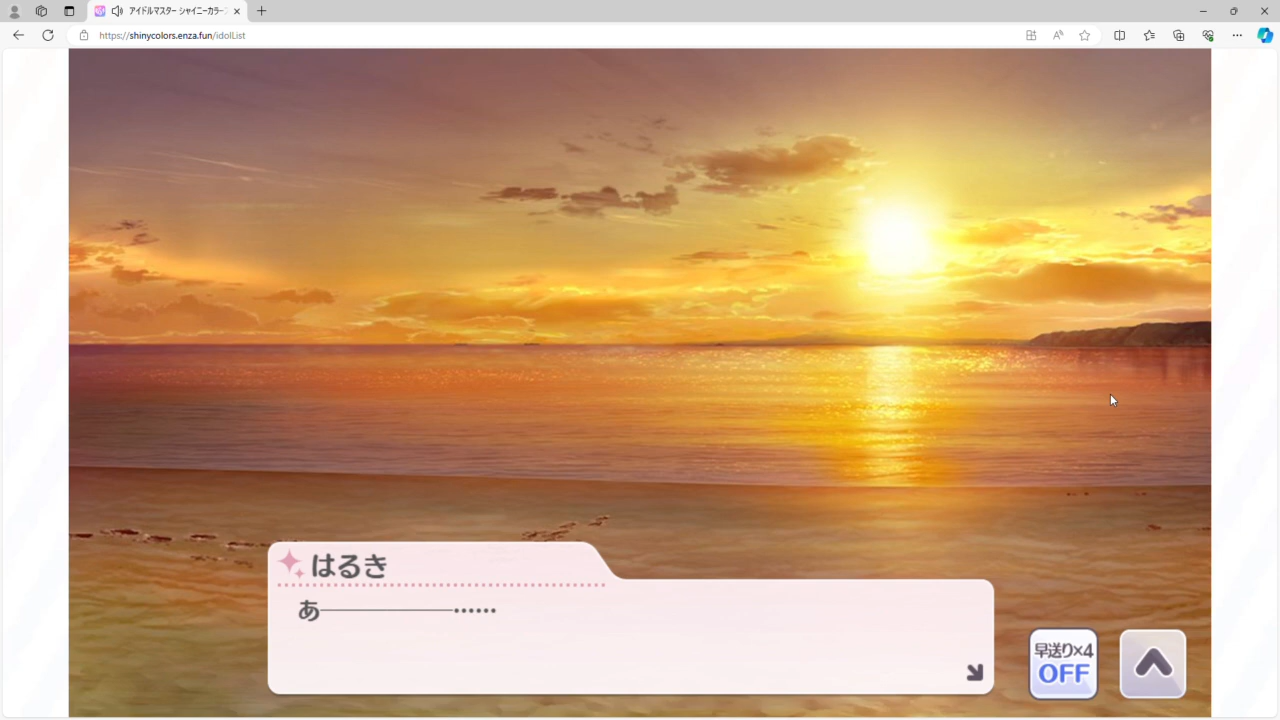 アイドルマスター シャイニーカラーズ
https://shinycolors.enza.fun/idolList
はるき
あ―――――……
早送り×4
OFF